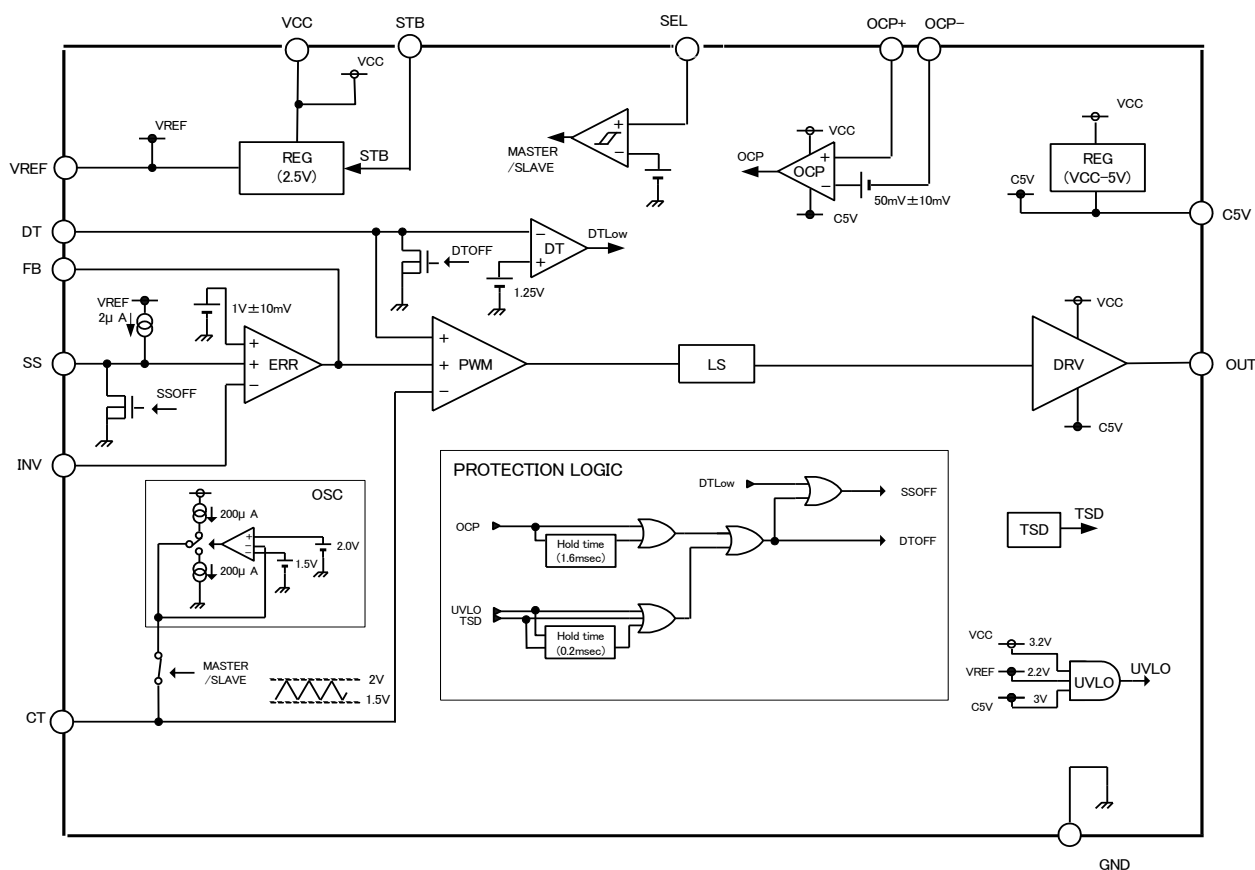 VCC
STB
SEL
OCP+
OCP-
VCC
VREF
VREF
REG
(2.5V)
STB
MASTER
/SLAVE
+
-
VCC
OCP
OCP
+
-
C5V
50mV±10mV
VCC
REG
(VCC-5V)
C5V
C5V
DT
DTOFF
-
DT
+
DTLow
1.25V
FB
VREF
2μ A
1V±10mV
SS
+
+
-
ERR
SSOFF
+
+
-
PWM
LS
VCC
DRV
C5V
OUT
INV
OSC
200μ A
200μ A
+
-
-
2.0V
1.5V
PROTECTION LOGIC
DTLow
SSOFF
OCP
Hold time
(1.6msec)
DTOFF
UVLO
TSD
Hold time
(0.2msec)
TSD
TSD
MASTER
/SLAVE
2V
1.5V
CT
VCC
3.2V
VREF
2.2V
C5V
3V
UVLO
UVLO
GND